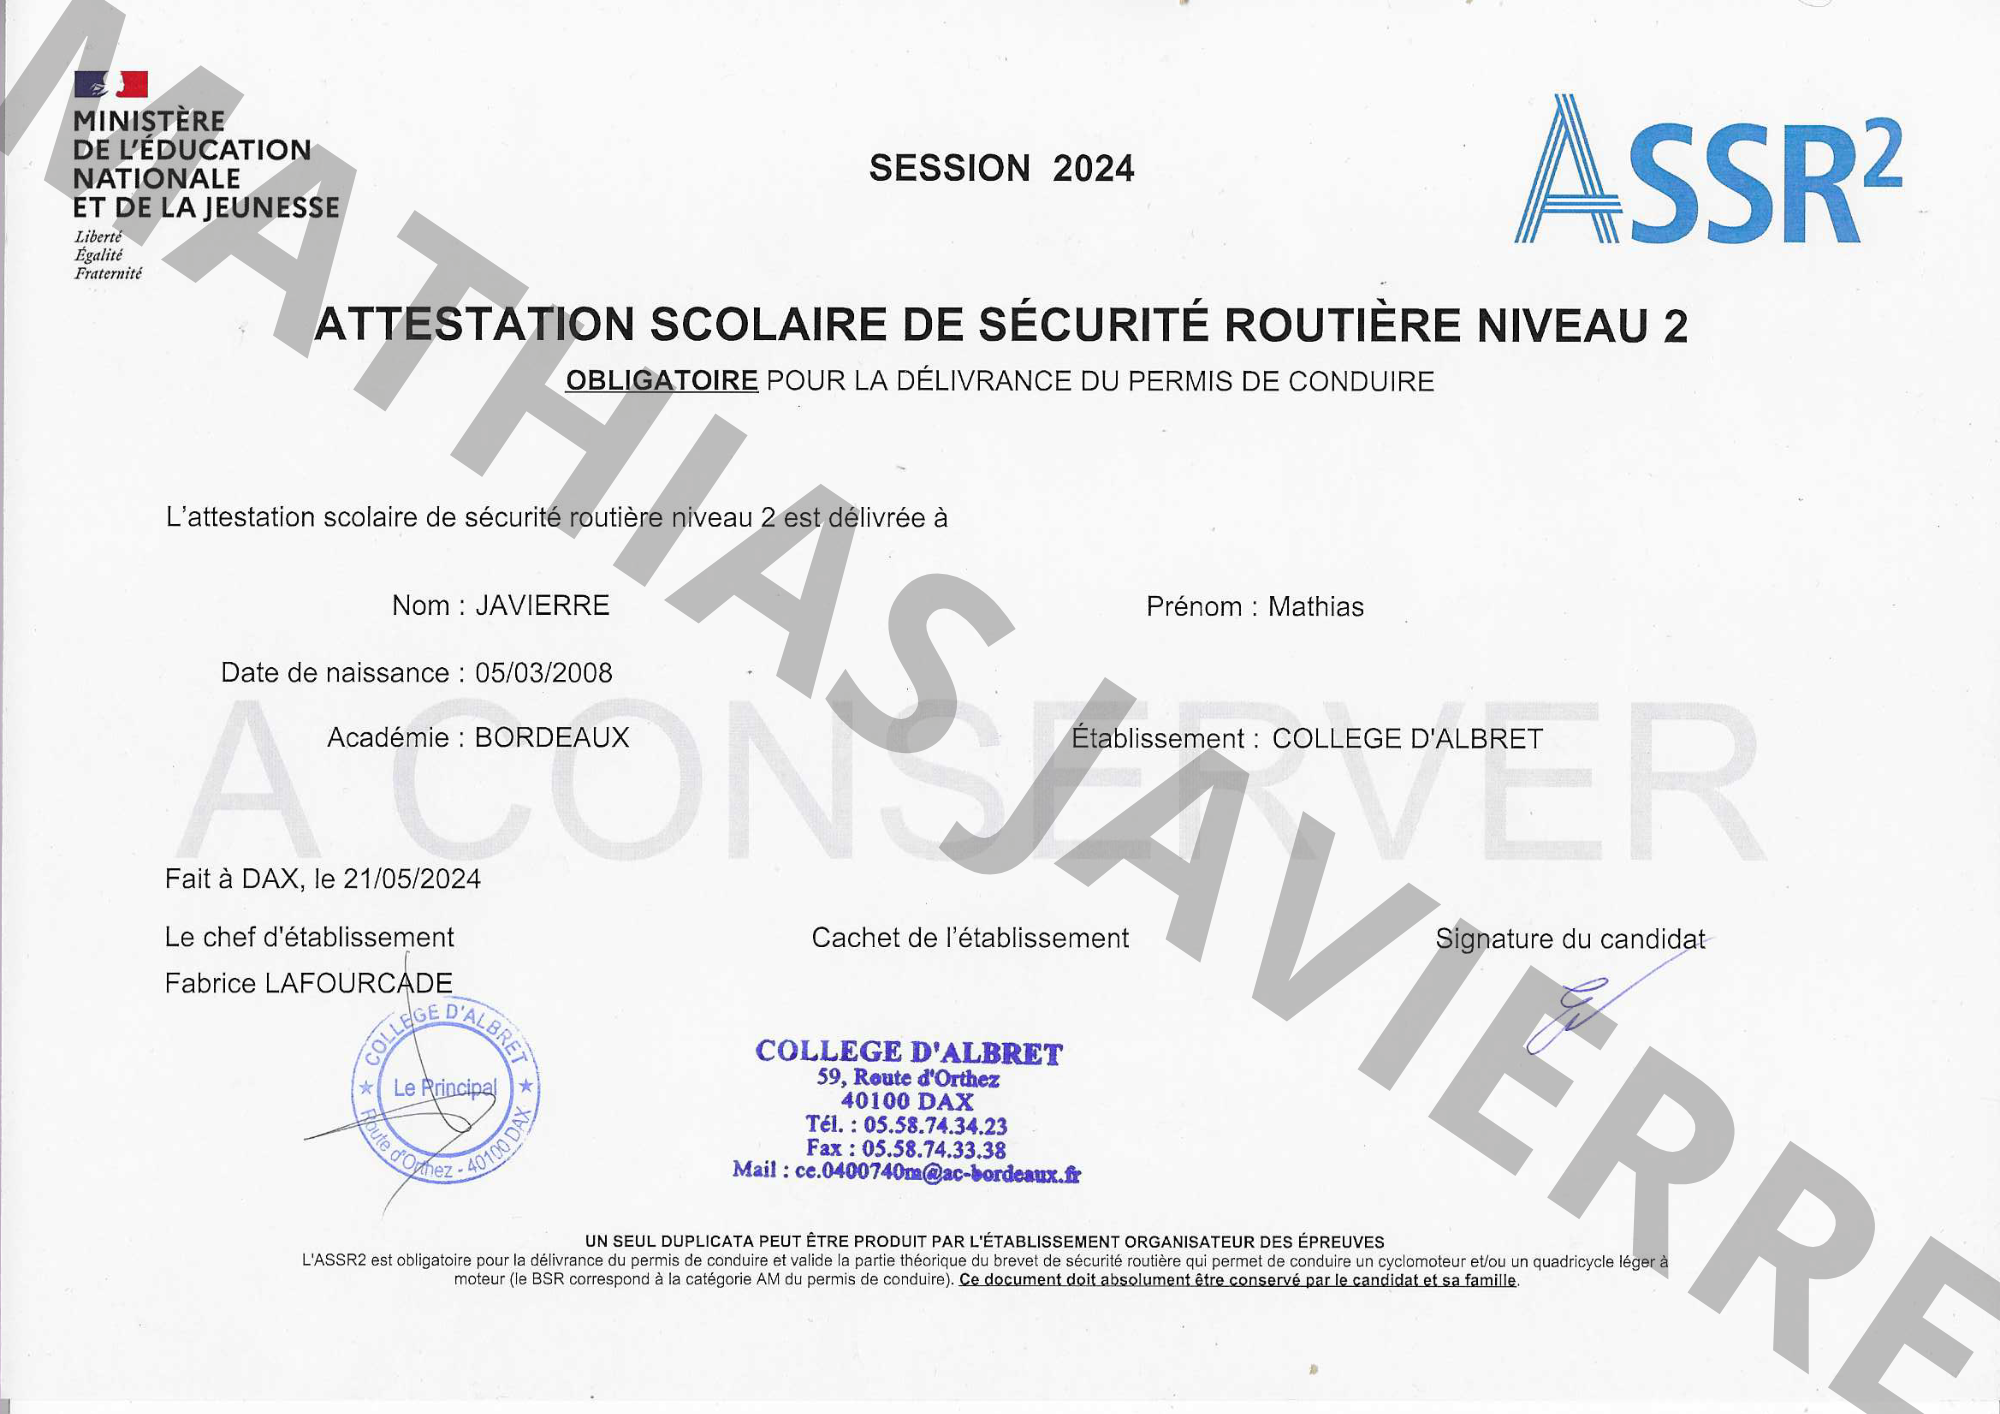 MINISTÈRE
DE L'ÉDUCATION
NATIONALE
ET DE LA JEUNESSE
Liberté
Égalité
Fraternité
SESSION 2024
ASSR2
ATTESTATION SCOLAIRE DE SÉCURITÉ ROUTIÈRE NIVEAU 2
OBLIGATOIRE POUR LA DÉLIVRANCE DU PERMIS DE CONDUIRE
L'attestation scolaire de sécurité routière niveau 2 est délivrée à
Nom : JAVIERRE
Prénom : Mathias
Date de naissance : 05/03/2008
Académie : BORDEAUX
Établissement : COLLEGE D'ALBRET
A CONSERVER
Fait à DAX, le 21/05/2024
Le chef d'établissement
Cachet de l'établissement
Signature du candidat
Fabrice LAFOURCADE
COLLEGE D'ALBRET
Le Principal
Route d'Orthez - 40100 DAX
COLLEGE D'ALBRET
59, Route d'Orthez
40100 DAX
Tél. : 05.58.74.34.23
Fax : 05.58.74.33.38
Mail : ce.0400740m@ac-bordeaux.fr
UN SEUL DUPLICATA PEUT ÊTRE PRODUIT PAR L'ÉTABLISSEMENT ORGANISATEUR DES ÉPREUVES
L'ASSR2 est obligatoire pour la délivrance du permis de conduire et valide la partie théorique du brevet de sécurité routière qui permet de conduire un cyclomoteur et/ou un quadricycle léger à
moteur (le BSR correspond à la catégorie AM du permis de conduire). Ce document doit absolument être conservé par le candidat et sa famille.
MATHIAS JAVIERRE